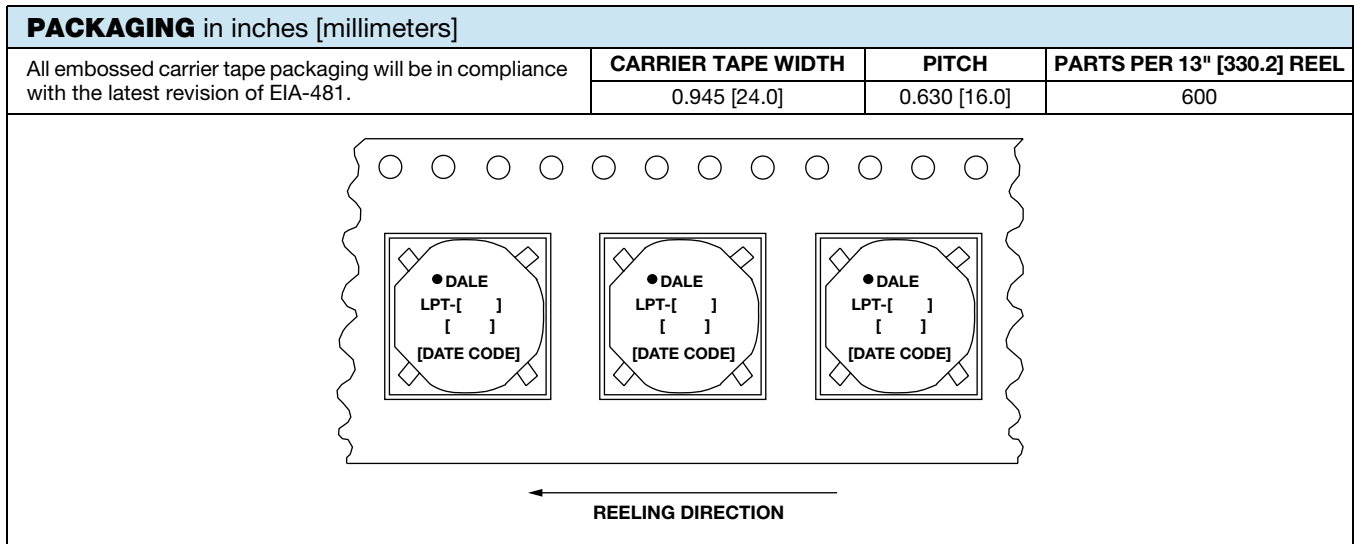 PACKAGING in inches [millimeters]
All embossed carrier tape packaging will be in compliance
with the latest revision of EIA-481.
CARRIER TAPE WIDTH PITCH PARTS PER 13" [330.2] REEL
0.945 [24.0] 0.630 [16.0] 600
●DALE
LPT-[ ]
[ ]
[DATE CODE]
●DALE
LPT-[ ]
[ ]
[DATE CODE]
●DALE
LPT-[ ]
[ ]
[DATE CODE]
REELING DIRECTION